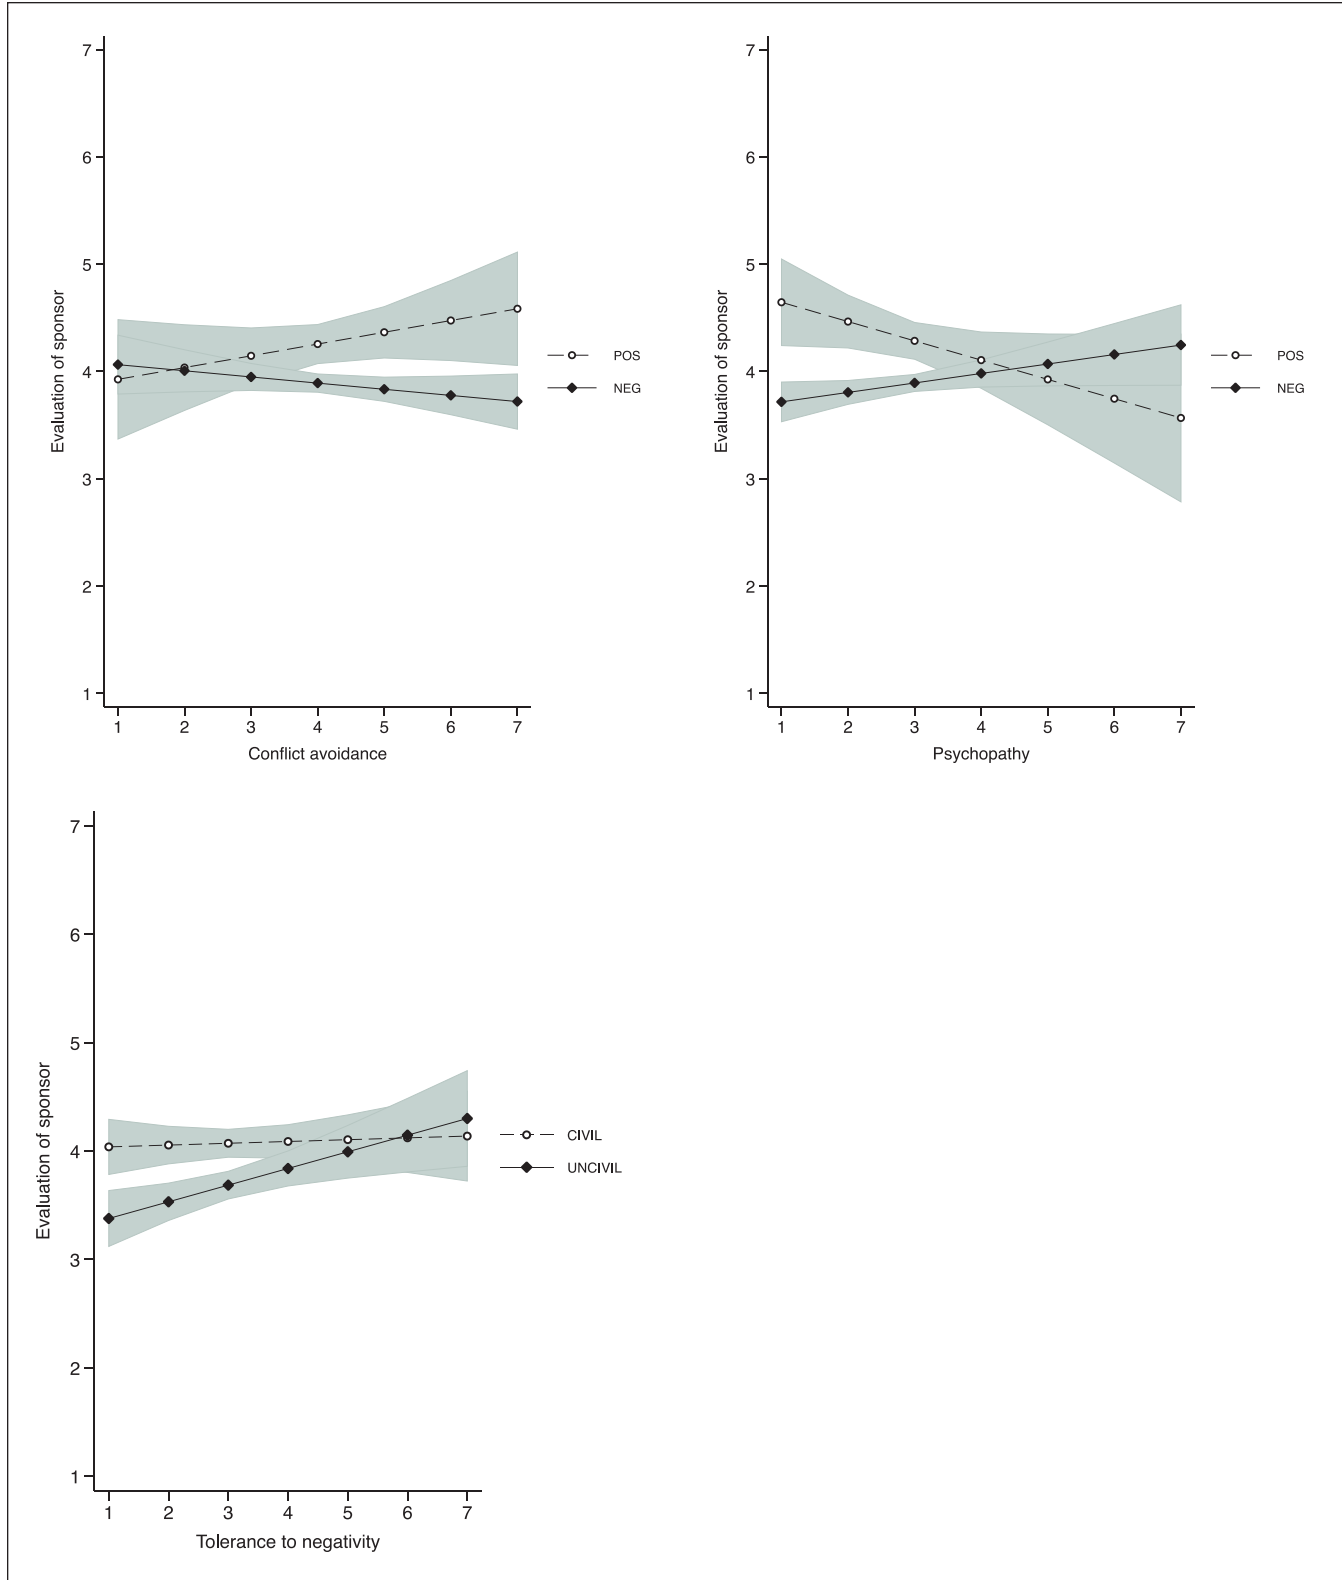 7
6
5
4
3
2
1
Evaluation of sponsor
1 2 3 4 5 6 7
Conflict avoidance
POS
NEG
7
6
5
4
3
2
1
Evaluation of sponsor
1 2 3 4 5 6 7
Psychopathy
POS
NEG
7
6
5
4
3
2
1
Evaluation of sponsor
1 2 3 4 5 6 7
Tolerance to negativity
CIVIL
UNCIVIL